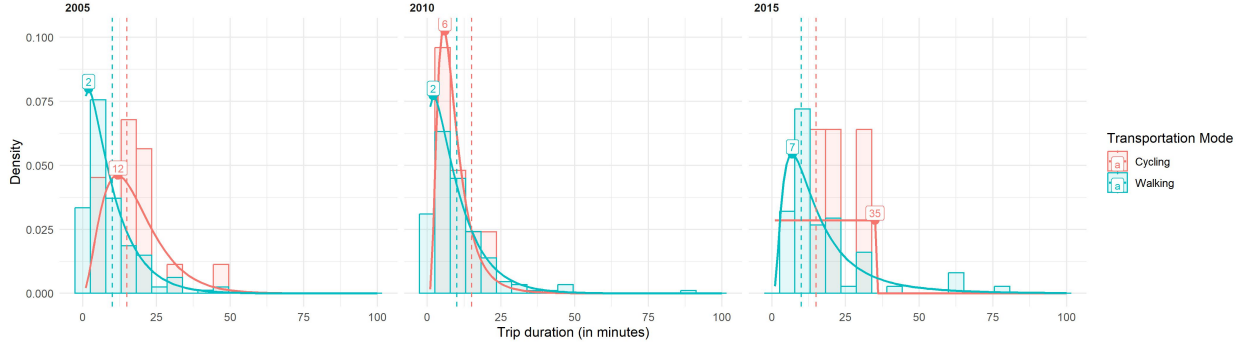 2005
2010
2015
Density
0.100
0.075
0.050
0.025
0.000
2
12
6
2
7
35
0 25 50 75 100
0 25 50 75 100
0 25 50 75 100
Trip duration (in minutes)
Transportation Mode
a Cycling
a Walking